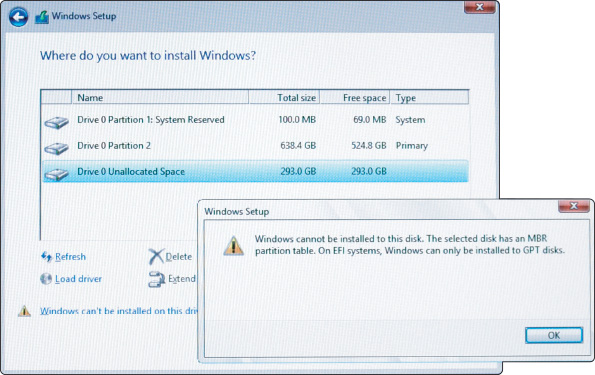 Windows Setup
Where do you want to install Windows?
Name Total size Free space Type
Drive 0 Partition 1: System Reserved 100.0 MB 69.0 MB System
Drive 0 Partition 2 638.4 GB 524.8 GB Primary
Drive 0 Unallocated Space 293.0 GB 293.0 GB
Refresh Delete
Load driver Extend
Windows can't be installed on this driv
Windows Setup
Windows cannot be installed to this disk. The selected disk has an MBR
partition table. On EFI systems, Windows can only be installed to GPT disks.
OK